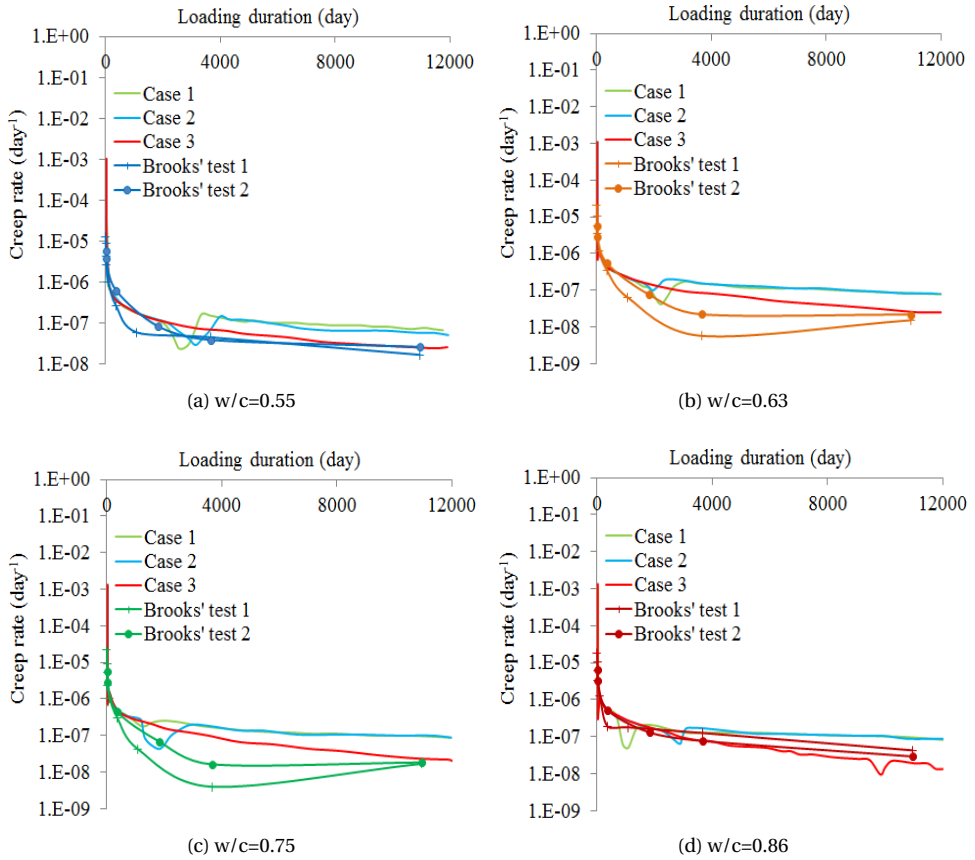 Loading duration (day)
0 4000 8000 12000
1.E+00
1.E-01
1.E-02
1.E-03
1.E-04
1.E-05
1.E-06
1.E-07
1.E-08
Creep rate (day-1)
Case 1
Case 2
Case 3
Brooks' test 1
Brooks' test 2
(a) w/c=0.55
Loading duration (day)
0 4000 8000 12000
1.E+00
1.E-01
1.E-02
1.E-03
1.E-04
1.E-05
1.E-06
1.E-07
1.E-08
1.E-09
Creep rate (day-1)
Case 1
Case 2
Case 3
Brooks' test 1
Brooks' test 2
(b) w/c=0.63
Loading duration (day)
0 4000 8000 12000
1.E+00
1.E-01
1.E-02
1.E-03
1.E-04
1.E-05
1.E-06
1.E-07
1.E-08
1.E-09
Creep rate (day-1)
Case 1
Case 2
Case 3
Brooks' test 1
Brooks' test 2
(c) w/c=0.75
Loading duration (day)
0 4000 8000 12000
1.E+00
1.E-01
1.E-02
1.E-03
1.E-04
1.E-05
1.E-06
1.E-07
1.E-08
1.E-09
Creep rate (day-1)
Case 1
Case 2
Case 3
Brooks' test 1
Brooks' test 2
(d) w/c=0.86